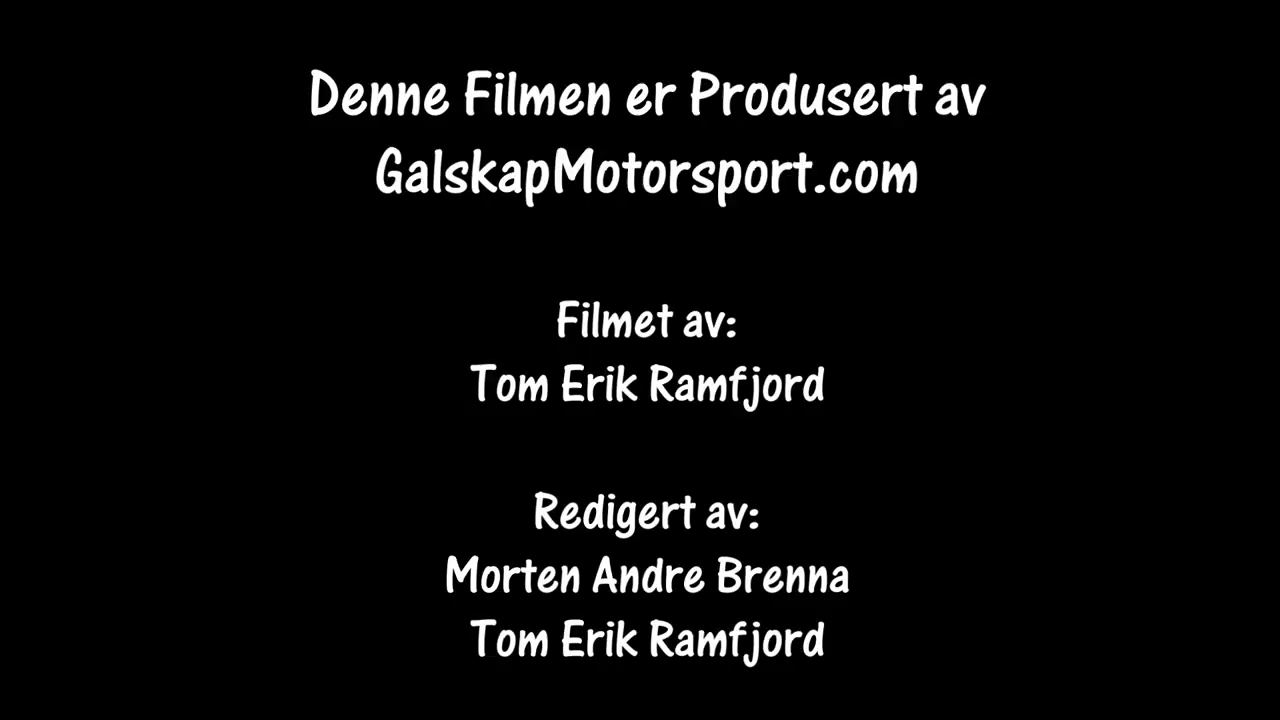 Denne Filmen er Produsert av
GalskapMotorsport.com
Filmet av:
Tom Erik Ramfjord
Redigert av:
Morten Andre Brenna
Tom Erik Ramfjord